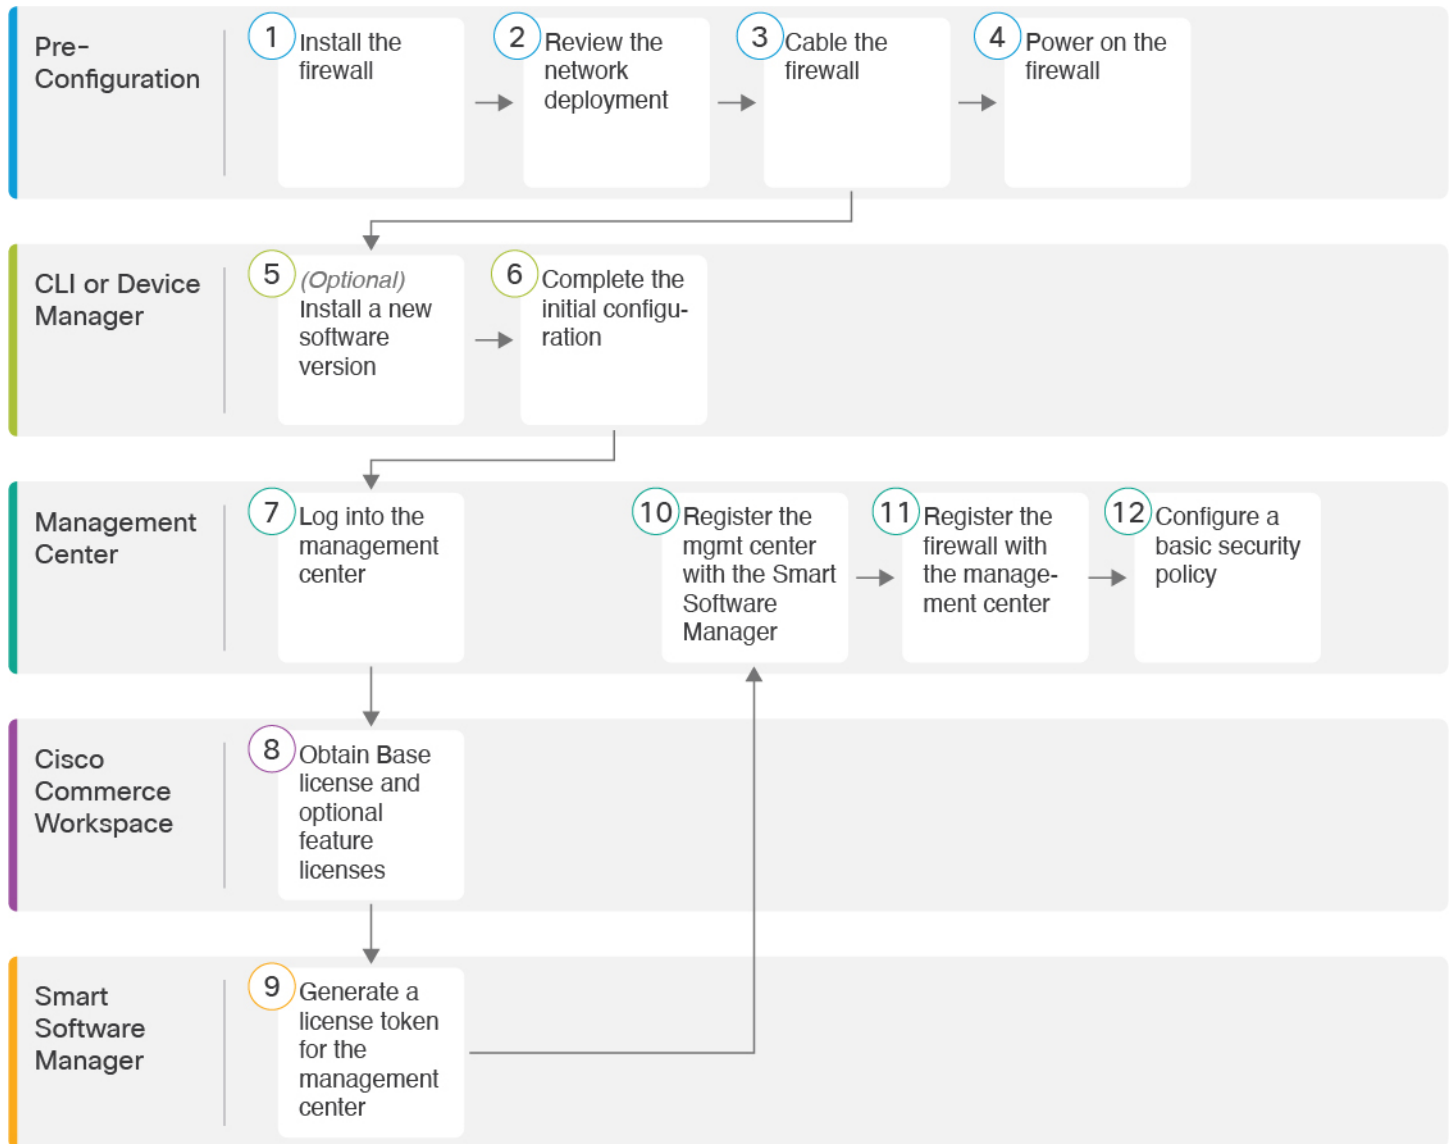 Pre-
Configuration
1
Install the
firewall
2
Review the
network
deployment
3
Cable the
firewall
4
Power on the
firewall
CLI or Device
Manager
5
(Optional)
Install a new
software
version
6
Complete the
initial configu-
ration
Management
Center
7
Log into the
management
center
10
Register the
mgmt center
with the Smart
Software
Manager
11
Register the
firewall with
the manage-
ment center
12
Configure a
basic security
policy
Cisco
Commerce
Workspace
8
Obtain Base
license and
optional
feature
licenses
Smart
Software
Manager
9
Generate a
license token
for the
management
center